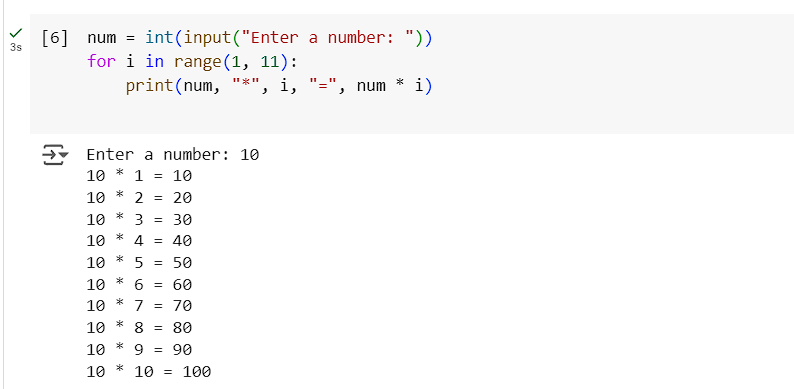 [6] num = int(input("Enter a number: "))
for i in range(1, 11):
    print(num, "*", i, "=", num * i)
3s
Enter a number: 10
10 * 1 = 10
10 * 2 = 20
10 * 3 = 30
10 * 4 = 40
10 * 5 = 50
10 * 6 = 60
10 * 7 = 70
10 * 8 = 80
10 * 9 = 90
10 * 10 = 100